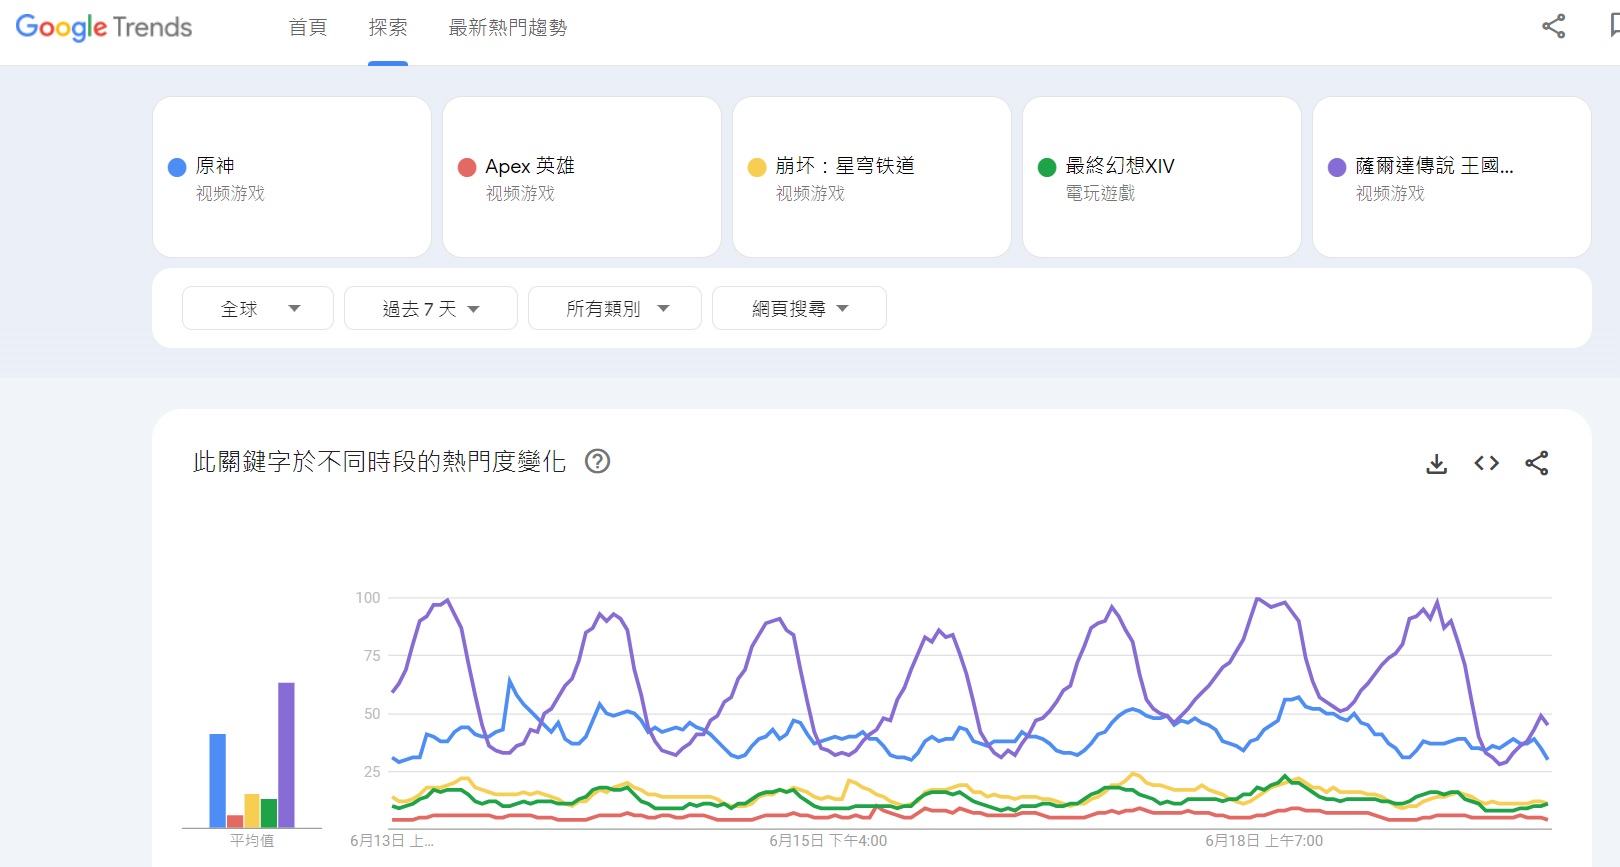 Google Trends 首頁 探索 最新熱門趨勢
原神
视频游戏
Apex 英雄
视频游戏
崩坏：星穹铁道
视频游戏
最終幻想XIV
電玩遊戲
薩爾達傳說 王國...
视频游戏
全球 過去 7 天 所有類別 網頁搜尋
此關鍵字於不同時段的熱門度變化
100
75
50
25
平均值
6月13日 上... 6月15日 下午4:00 6月18日 上午7:00